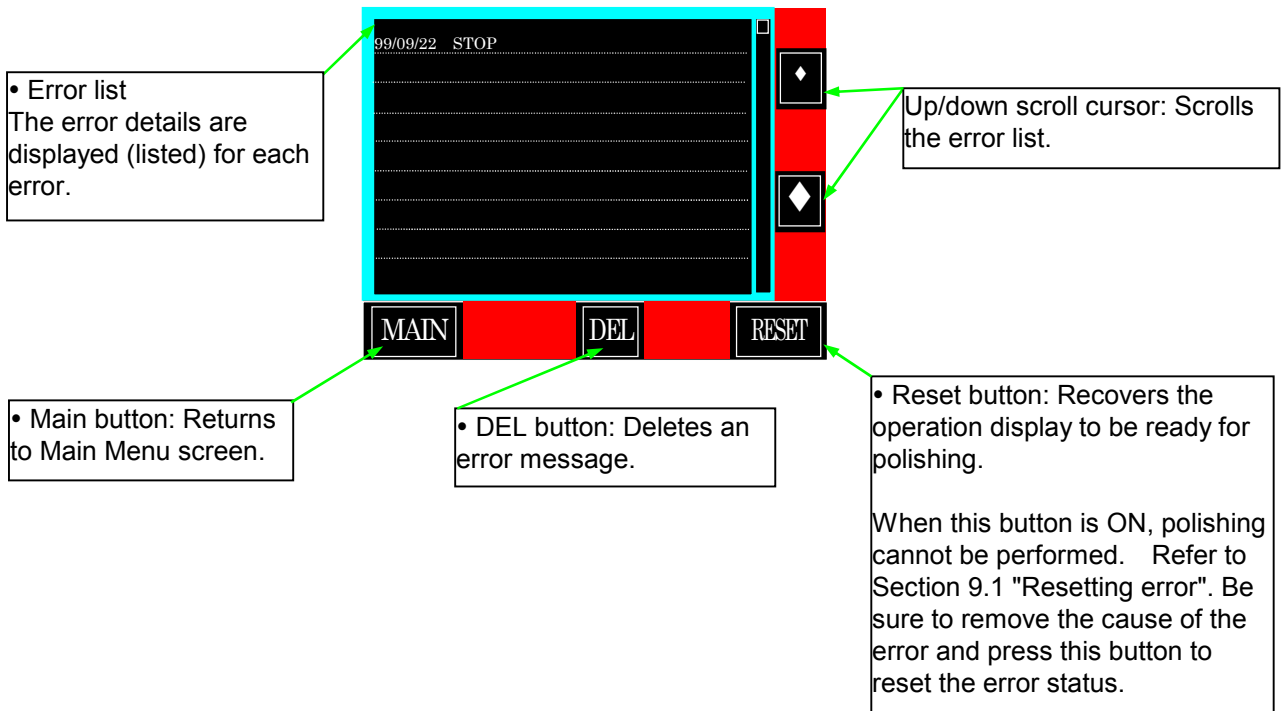 99/09/22 STOP
• Error list
The error details are
displayed (listed) for each
error.
Up/down scroll cursor: Scrolls
the error list.
MAIN
DEL
RESET
• Main button: Returns
to Main Menu screen.
• DEL button: Deletes an
error message.
• Reset button: Recovers the
operation display to be ready for
polishing.
When this button is ON, polishing
cannot be performed. Refer to
Section 9.1 "Resetting error". Be
sure to remove the cause of the
error and press this button to
reset the error status.